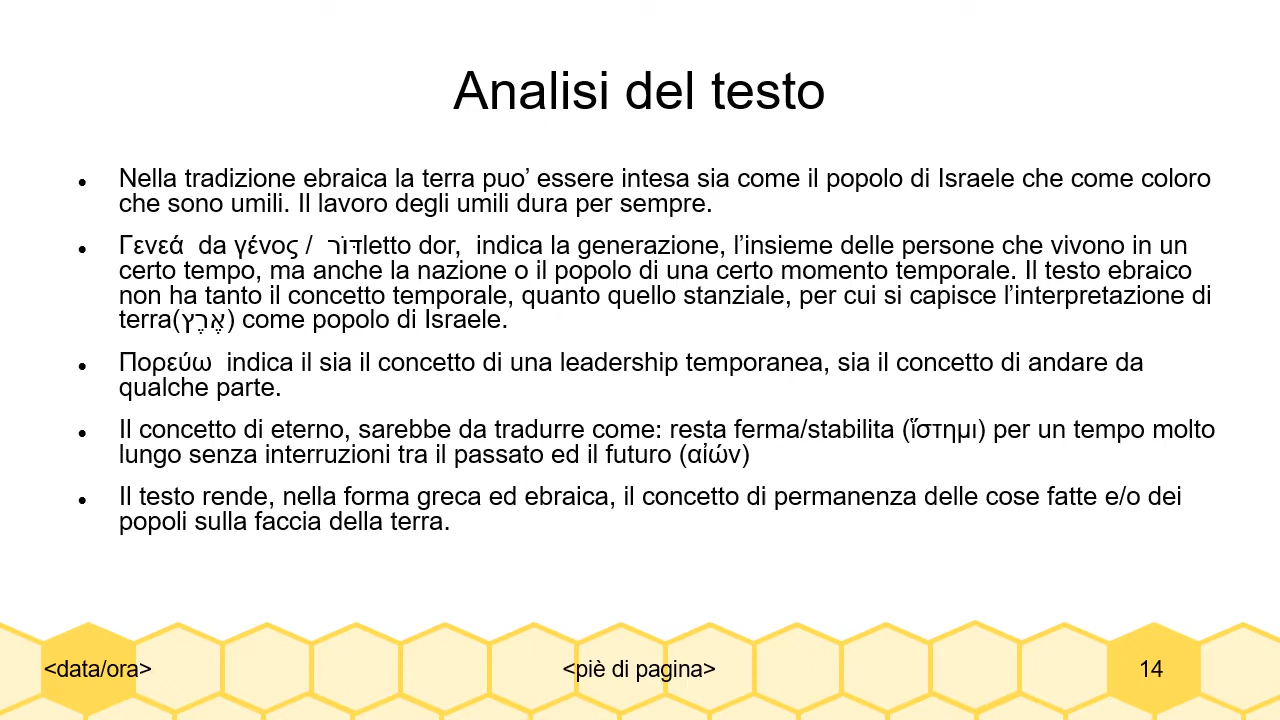 Analisi del testo
Nella tradizione ebraica la terra puo’ essere intesa sia come il popolo di Israele che come coloro
che sono umili. Il lavoro degli umili dura per sempre.
Γενεά da γένος / דּוֹר letto dor, indica la generazione, l’insieme delle persone che vivono in un
certo tempo, ma anche la nazione o il popolo di una certo momento temporale. Il testo ebraico
non ha tanto il concetto temporale, quanto quello stanziale, per cui si capisce l’interpretazione di
terra(אֶרֶץ) come popolo di Israele.
Πορεύω indica il sia il concetto di una leadership temporanea, sia il concetto di andare da
qualche parte.
Il concetto di eterno, sarebbe da tradurre come: resta ferma/stabilita (ἵστημι) per un tempo molto
lungo senza interruzioni tra il passato ed il futuro (αἰών)
Il testo rende, nella forma greca ed ebraica, il concetto di permanenza delle cose fatte e/o dei
popoli sulla faccia della terra.
<data/ora>
<piè di pagina>
14